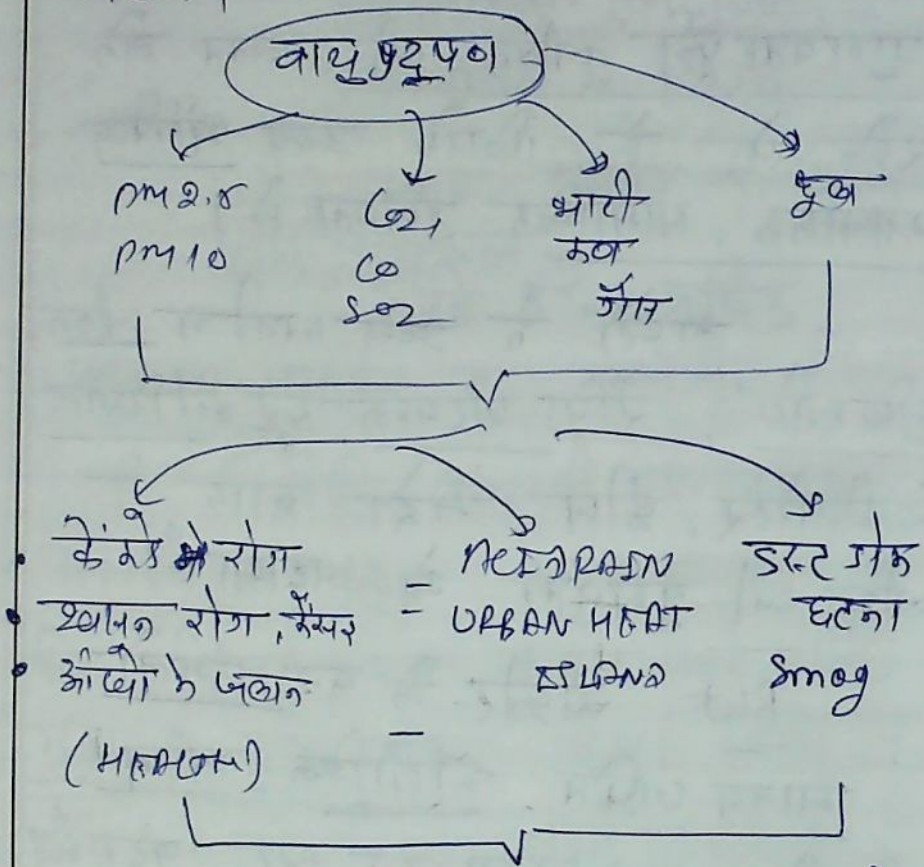 वायु प्रदूषण
PM 2.5 CO2 भारी धूल
PM 10 CO कण
SO2 गैस
फेंफड़े रोग = ACID RAIN डस्ट
श्वसन रोग, कैंसर = URBAN HEAT घटना
आँखो मे जलन ISLAND Smog
(HEALTH) –